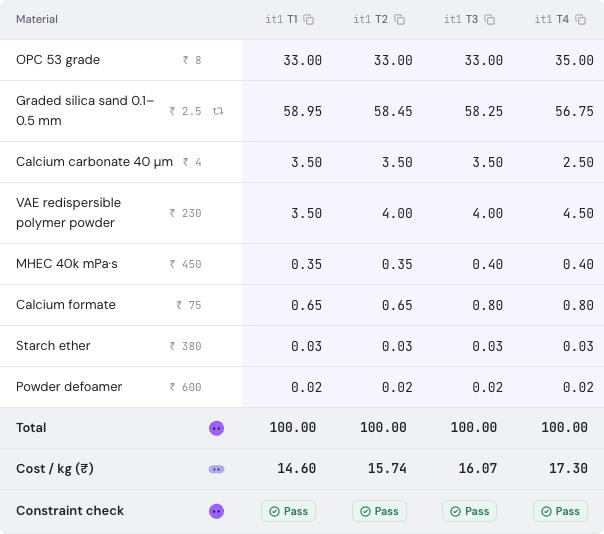 Material it1 T1 it1 T2 it1 T3 it1 T4
OPC 53 grade ₹ 8 33.00 33.00 33.00 35.00
Graded silica sand 0.1–
0.5 mm ₹ 2.5 58.95 58.45 58.25 56.75
Calcium carbonate 40 µm ₹ 4 3.50 3.50 3.50 2.50
VAE redispersible
polymer powder ₹ 230 3.50 4.00 4.00 4.50
MHEC 40k mPa·s ₹ 450 0.35 0.35 0.40 0.40
Calcium formate ₹ 75 0.65 0.65 0.80 0.80
Starch ether ₹ 380 0.03 0.03 0.03 0.03
Powder defoamer ₹ 600 0.02 0.02 0.02 0.02
Total 100.00 100.00 100.00 100.00
Cost / kg (₹) 14.60 15.74 16.07 17.30
Constraint check Pass Pass Pass Pass